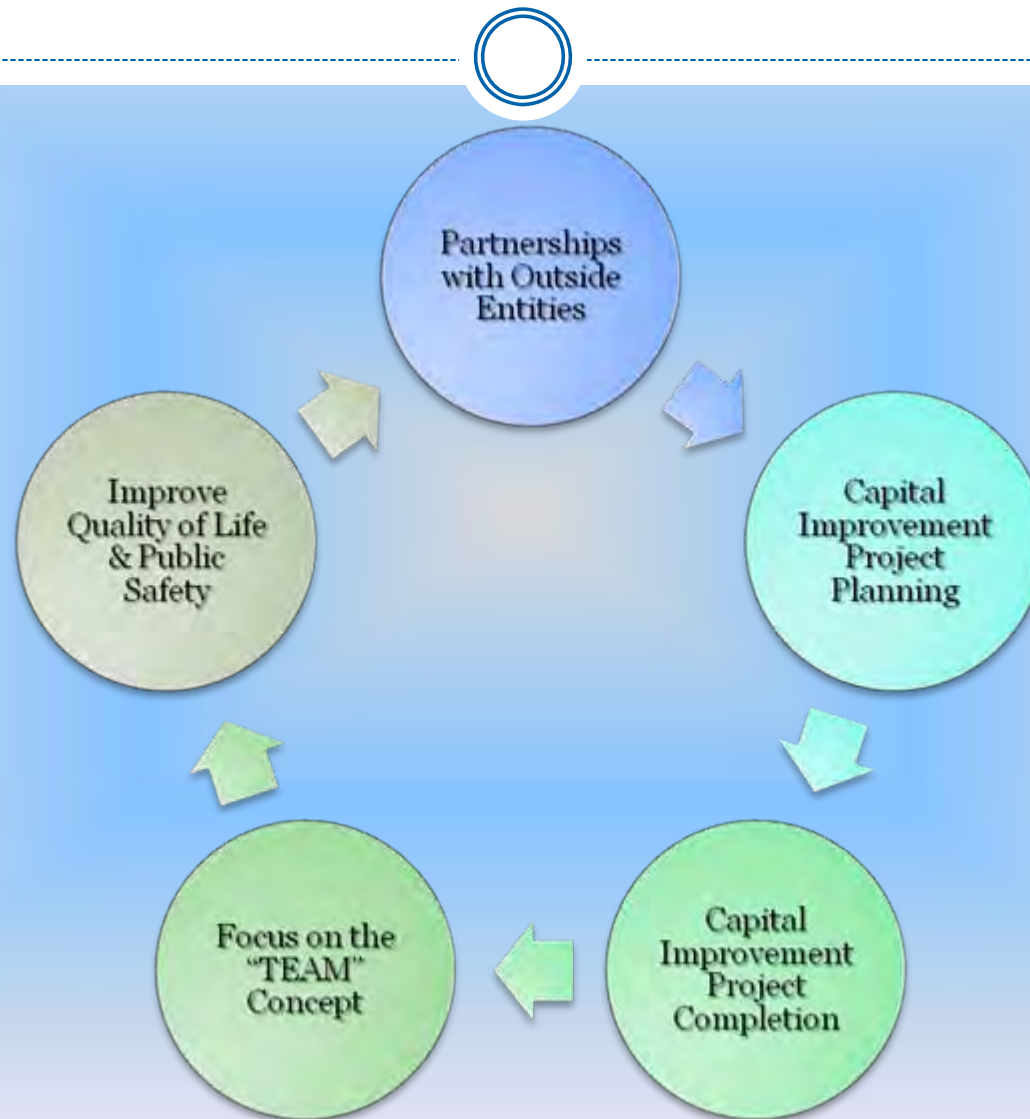 Partnerships
with Outside
Entities
Capital
Improvement
Project
Planning
Capital
Improvement
Project
Completion
Focus on the
“TEAM”
Concept
Improve
Quality of Life
& Public
Safety